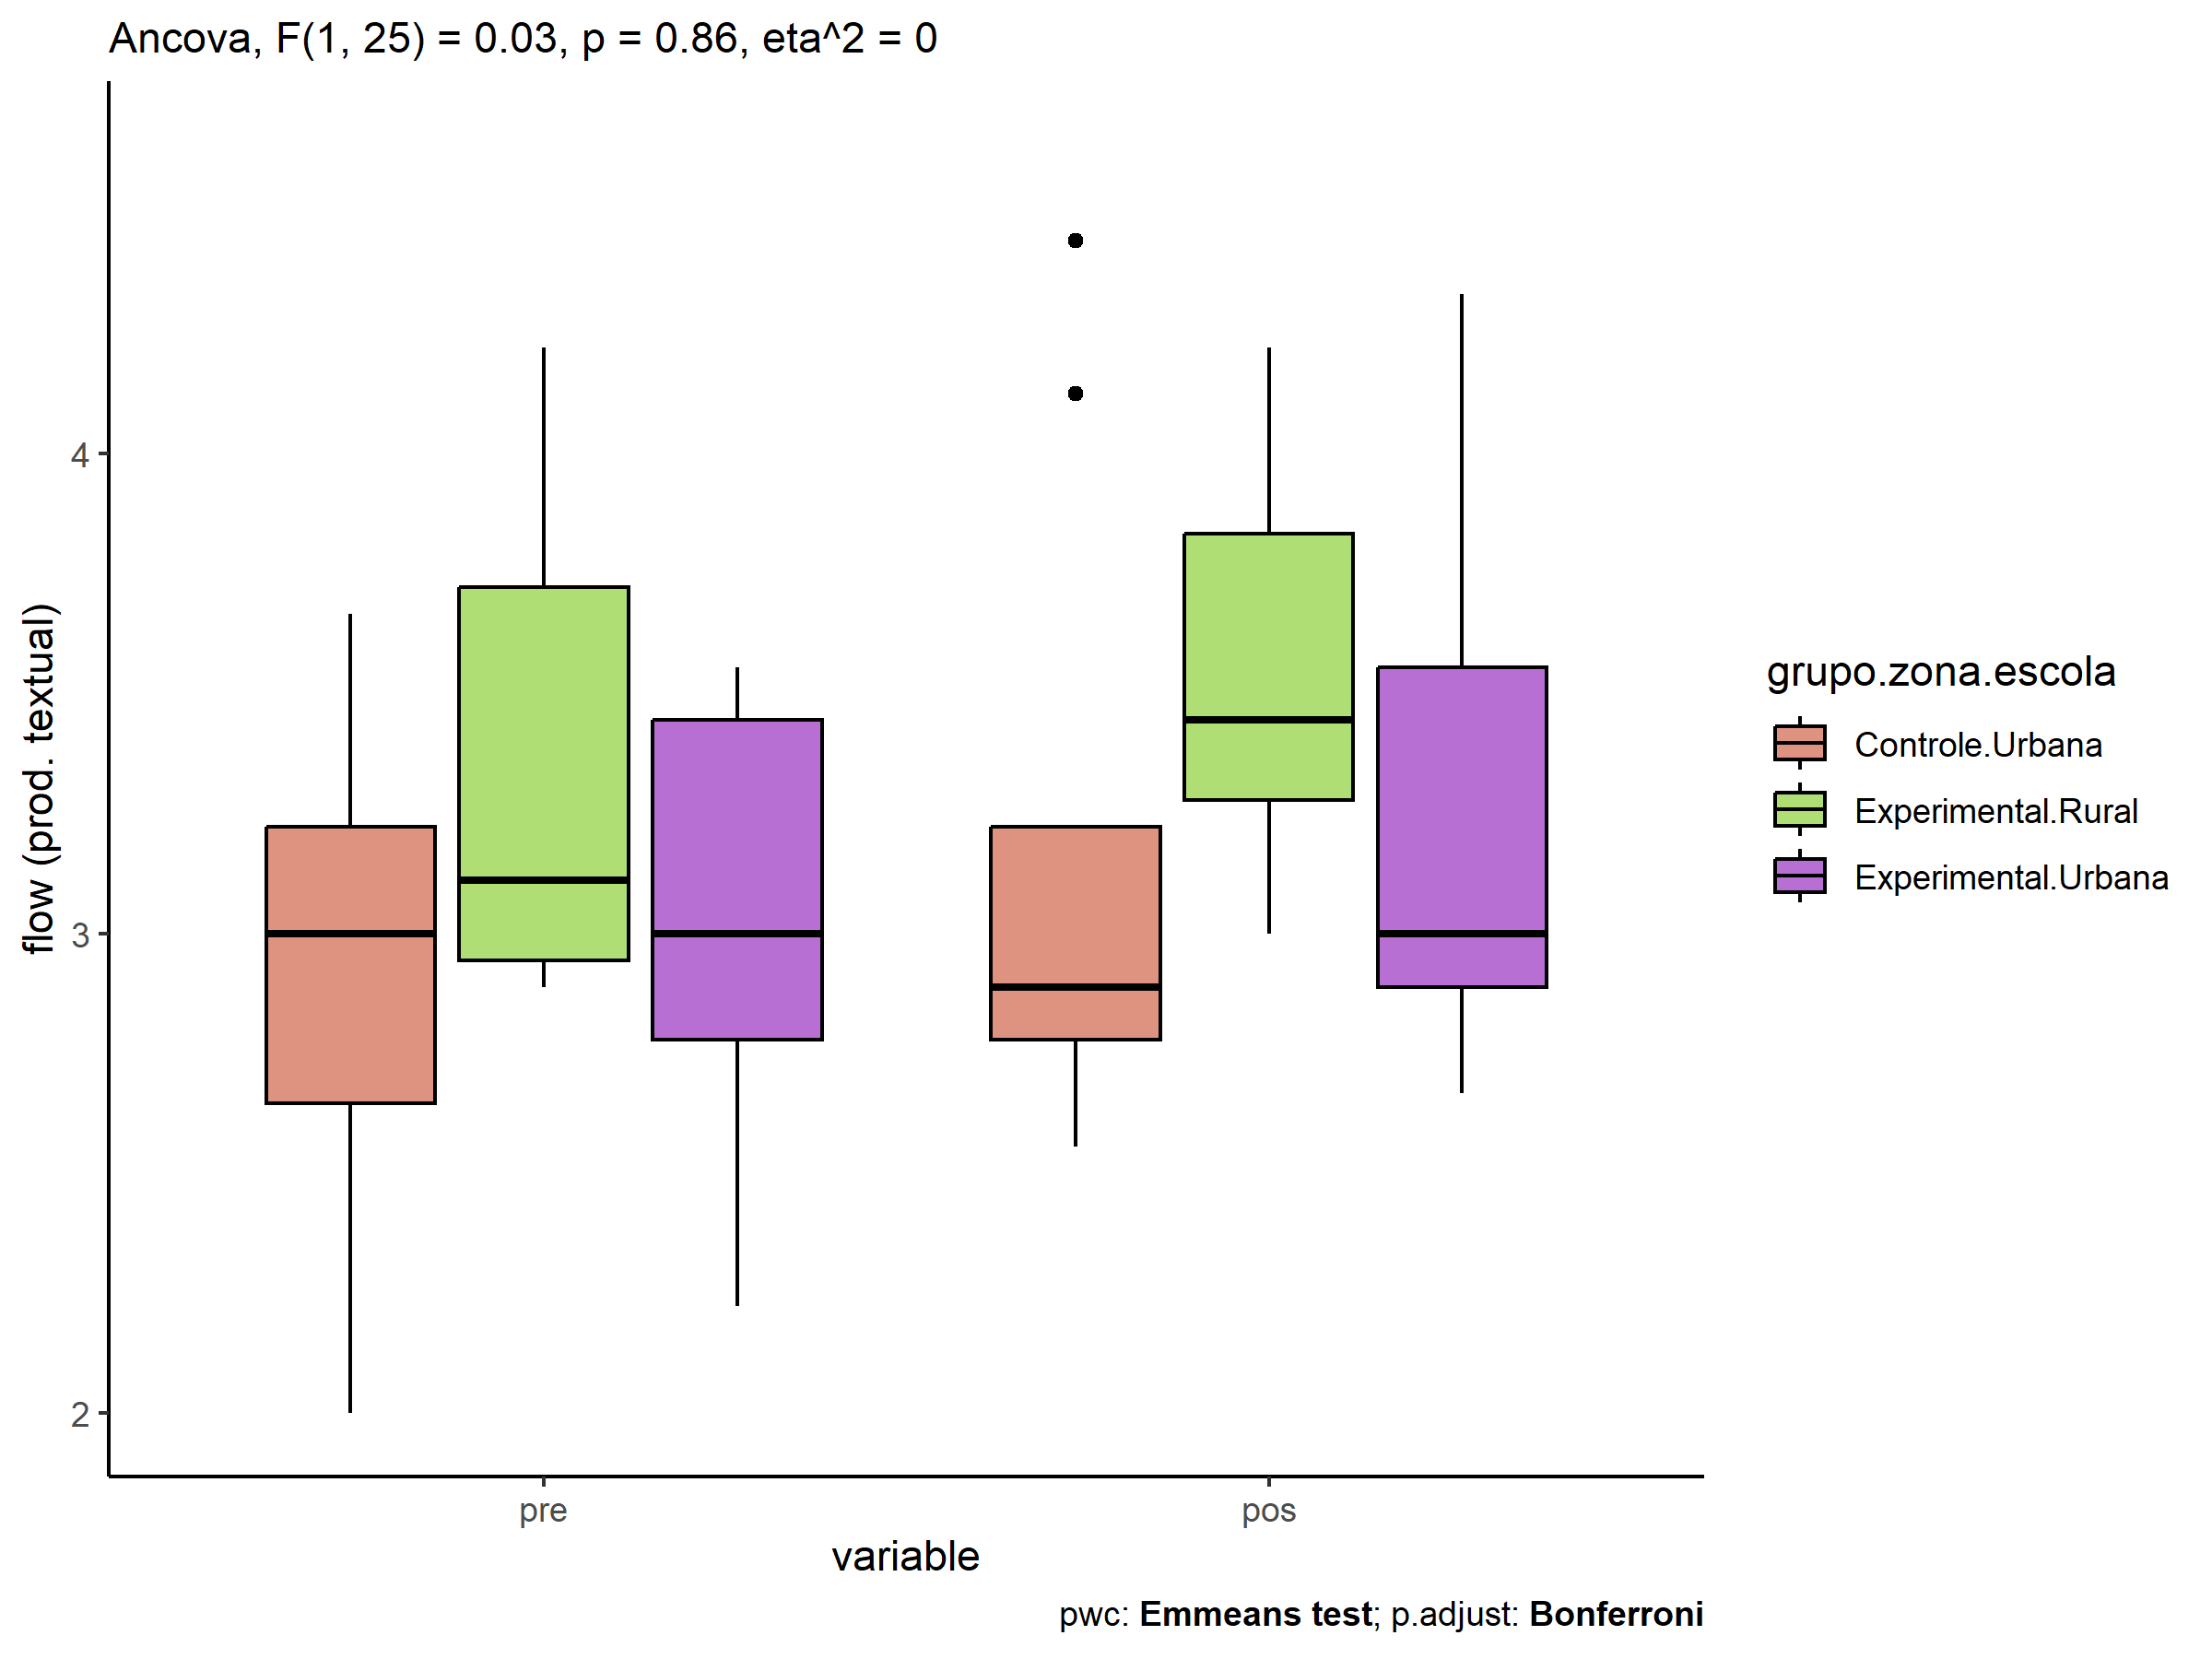 Ancova, F(1, 25) = 0.03, p = 0.86, eta^2 = 0
flow (prod. textual)
4
3
2
pre
pos
variable
grupo.zona.escola
Controle.Urbana
Experimental.Rural
Experimental.Urbana
pwc: Emmeans test; p.adjust: Bonferroni